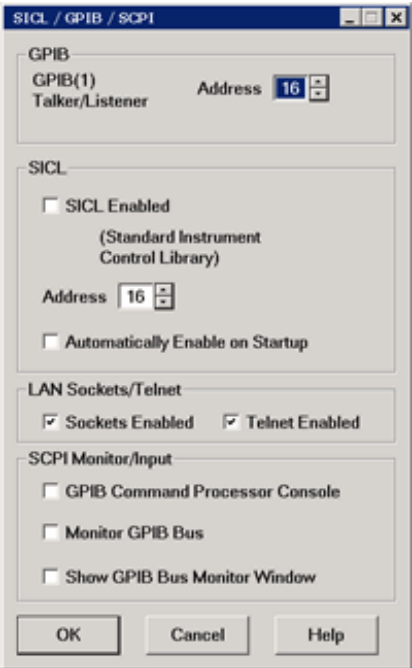 SICL / GPIB / SCPI
GPIB
GPIB(1)
Talker/Listener
Address 16
SICL
SICL Enabled
(Standard Instrument
Control Library)
Address 16
Automatically Enable on Startup
LAN Sockets/Telnet
Sockets Enabled Telnet Enabled
SCPI Monitor/Input
GPIB Command Processor Console
Monitor GPIB Bus
Show GPIB Bus Monitor Window
OK Cancel Help